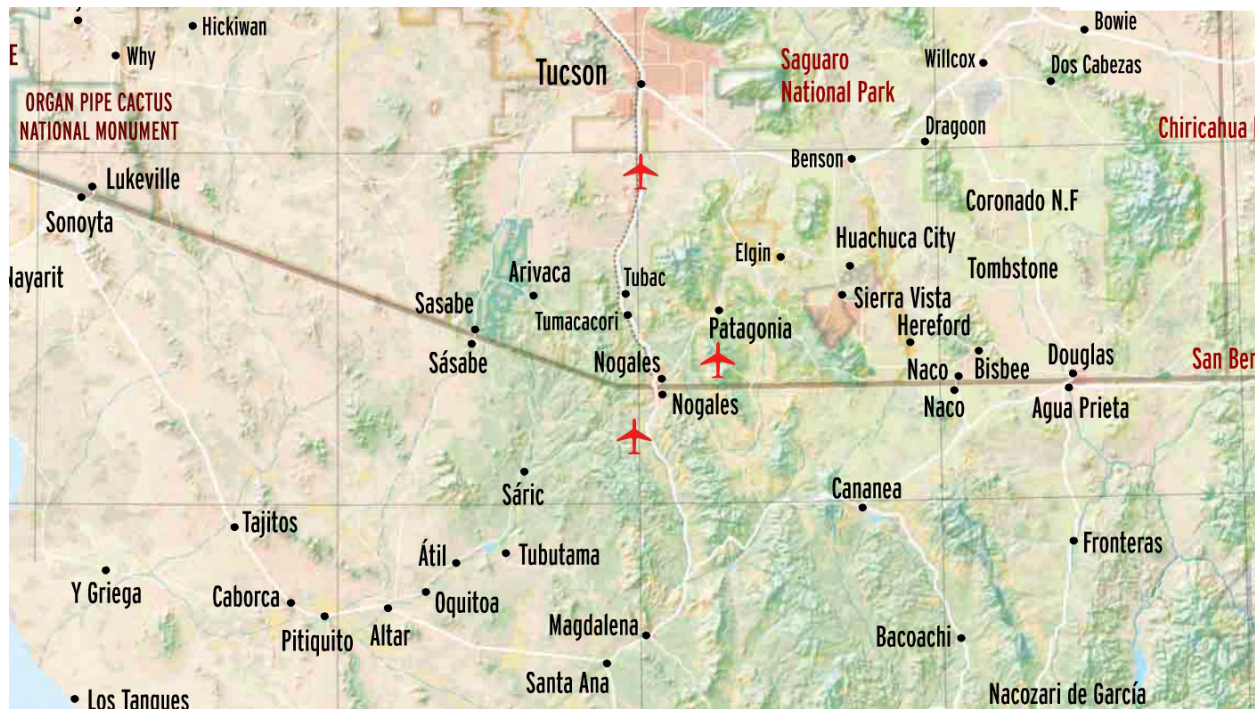 Hickiwan
Why
E
ORGAN PIPE CACTUS
NATIONAL MONUMENT
Tucson
Saguaro
National Park
Bowie
Willcox
Dos Cabezas
Dragoon
Chiricahua
Benson
Lukeville
Sonoyta
Coronado N.F
Elgin
Huachuca City
Nayarit
Arivaca
Tubac
Tombstone
Sasabe
Tumacacori
Patagonia
Sierra Vista
Hereford
Sásabe
Nogales
Naco
Bisbee
Douglas
San Ber
Nogales
Naco
Agua Prieta
Sáric
Cananea
Tajitos
Átil
Tubutama
Fronteras
Y Griega
Caborca
Oquitoa
Pitiquito
Altar
Magdalena
Bacoachi
Santa Ana
Los Tanques
Nacozari de García